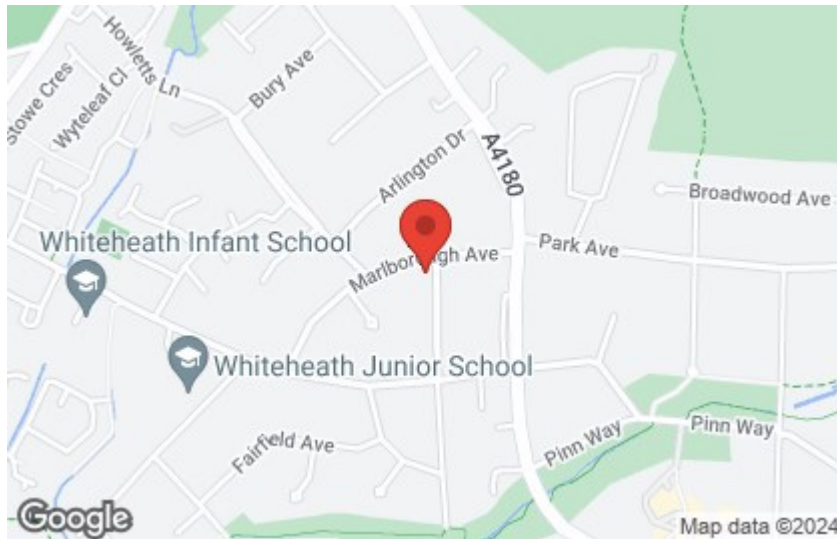 Howletts Ln
Bury Ave
Stowe Cres
Wyteleaf Cl
Arlington Dr
A4180
Broadwood Ave
Whiteheath Infant School
Park Ave
Marlborough Ave
Whiteheath Junior School
Fairfield Ave
Pinn Way
Pinn Way
Google
Map data ©2024